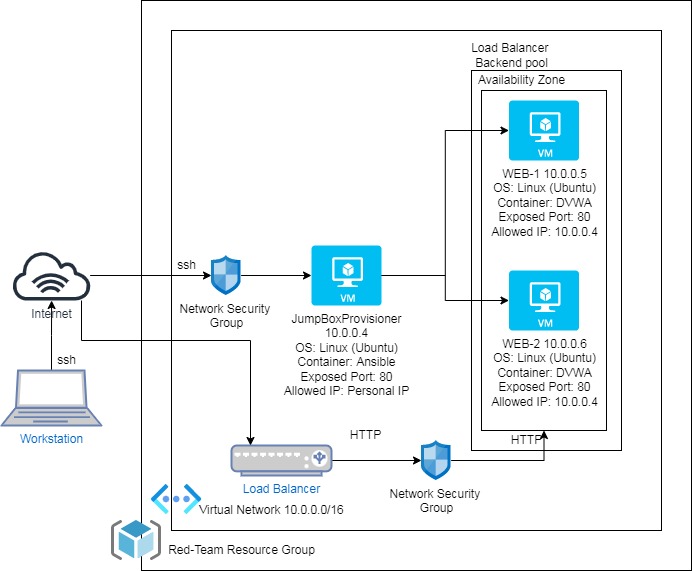 Load Balancer
Backend pool
Availability Zone
VM
WEB-1 10.0.0.5
OS: Linux (Ubuntu)
Container: DVWA
Exposed Port: 80
Allowed IP: 10.0.0.4
ssh
Network Security
Group
VM
JumpBoxProvisioner
10.0.0.4
OS: Linux (Ubuntu)
Container: Ansible
Exposed Port: 80
Allowed IP: Personal IP
VM
WEB-2 10.0.0.6
OS: Linux (Ubuntu)
Container: DVWA
Exposed Port: 80
Allowed IP: 10.0.0.4
Internet
ssh
Workstation
HTTP
HTTP
Load Balancer
Network Security
Group
Virtual Network 10.0.0.0/16
Red-Team Resource Group